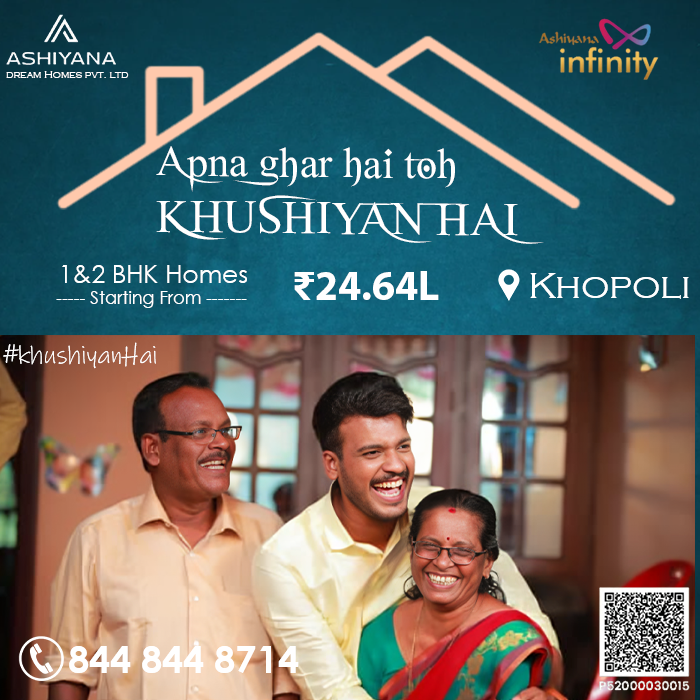 ASHIYANA
DREAM HOMES PVT. LTD
Ashiyana
infinity
Apna ghar hai toh
KHUSHIYAN HAI
1&2 BHK Homes
----- Starting From -------
₹24.64L
KHOPOLI
#khushiyanHai
844 844 8714
P52000030015